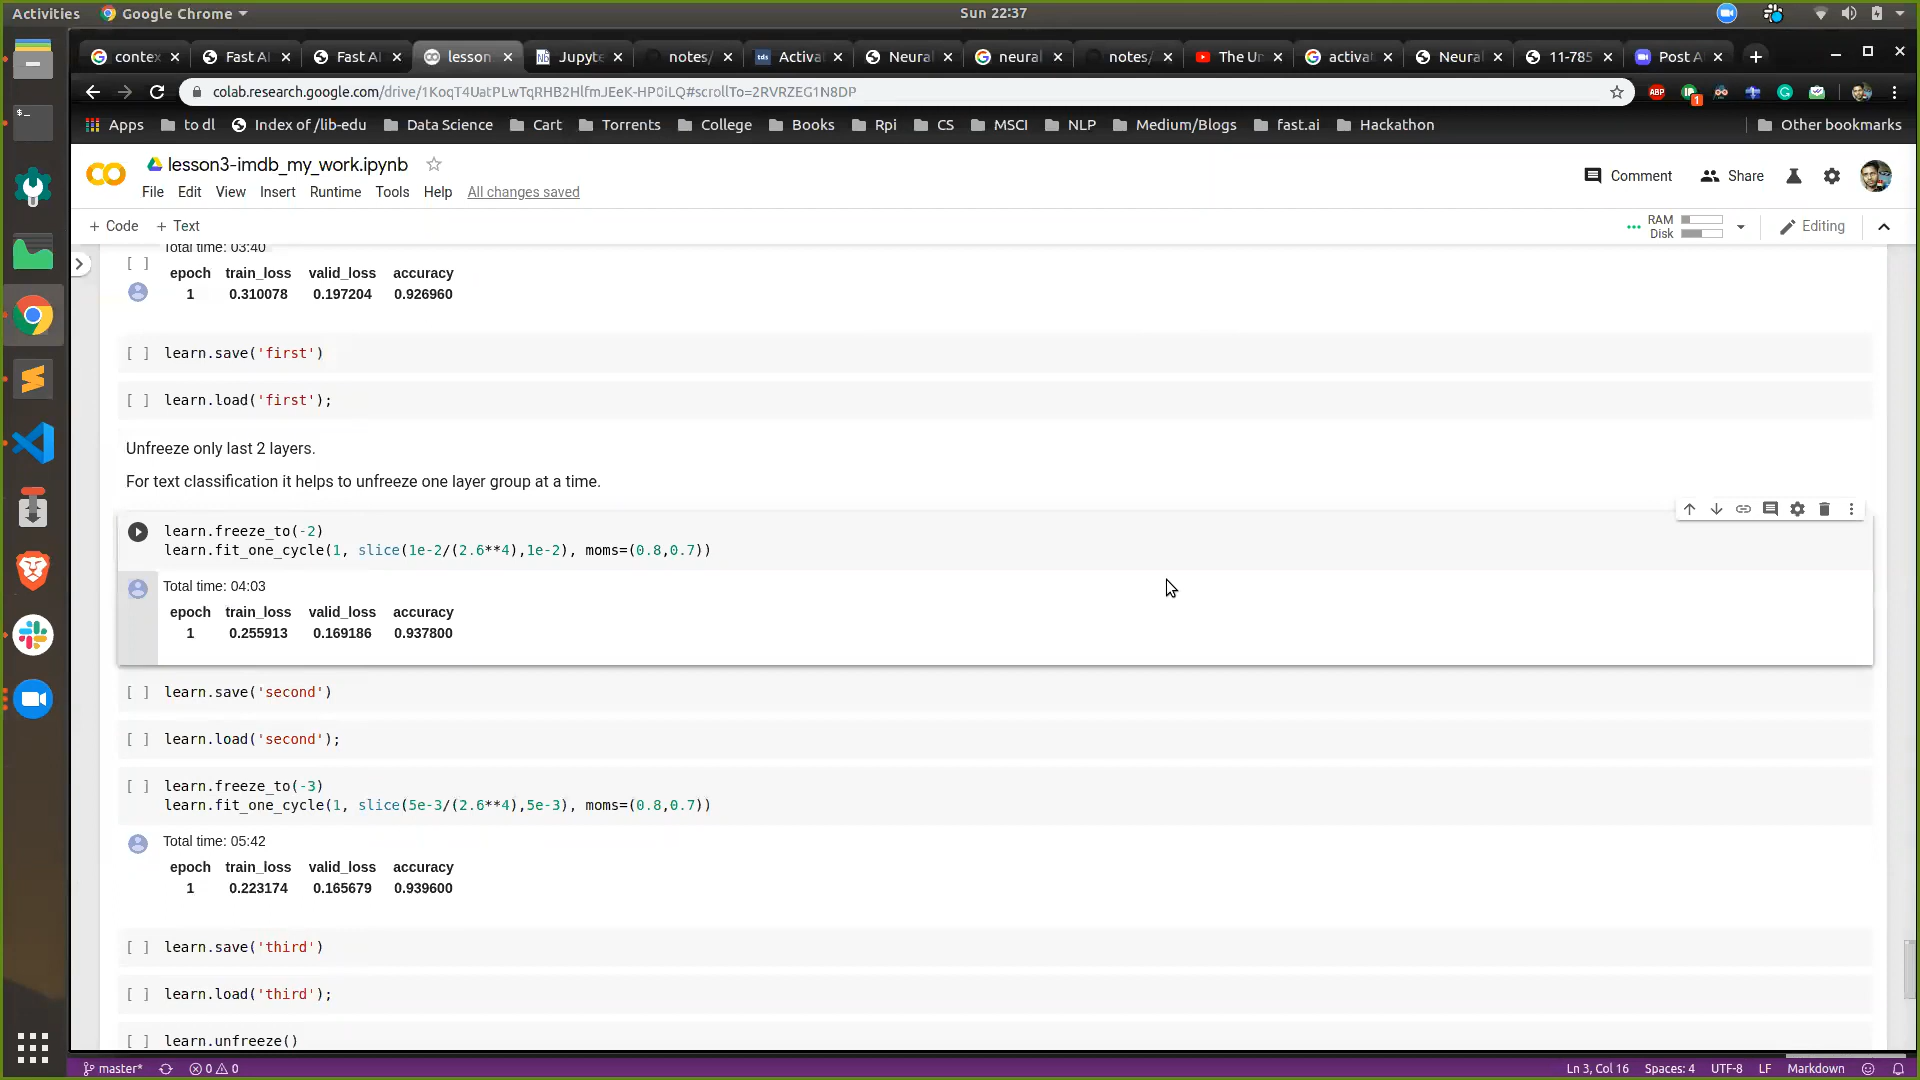 Activities Google Chrome Sun 22:37
contex Fast AI Fast AI lesson Jupyte notes/ Activa Neural neural notes/ The Un activat Neural 11-785 Post A
colab.research.google.com/drive/1KoqT4UatPLwTqRHB2HlfmJEeK-HP0iLQ#scrollTo=2RVRZEG1N8DP ABP 1
Apps to dl Index of /lib-edu Data Science Cart Torrents College Books Rpi CS MSCI NLP Medium/Blogs fast.ai Hackathon Other bookmarks
lesson3-imdb_my_work.ipynb
Comment Share
File Edit View Insert Runtime Tools Help All changes saved
+ Code + Text RAM Disk Editing
Total time: 03:40
[ ]
epoch train_loss valid_loss accuracy
1 0.310078 0.197204 0.926960
[ ] learn.save('first')
[ ] learn.load('first');
Unfreeze only last 2 layers.
For text classification it helps to unfreeze one layer group at a time.
learn.freeze_to(-2)
learn.fit_one_cycle(1, slice(1e-2/(2.6**4),1e-2), moms=(0.8,0.7))
Total time: 04:03
epoch train_loss valid_loss accuracy
1 0.255913 0.169186 0.937800
[ ] learn.save('second')
[ ] learn.load('second');
[ ] learn.freeze_to(-3)
learn.fit_one_cycle(1, slice(5e-3/(2.6**4),5e-3), moms=(0.8,0.7))
Total time: 05:42
epoch train_loss valid_loss accuracy
1 0.223174 0.165679 0.939600
[ ] learn.save('third')
[ ] learn.load('third');
[ ] learn.unfreeze()
master* 0 0 Ln 3, Col 16 Spaces: 4 UTF-8 LF Markdown